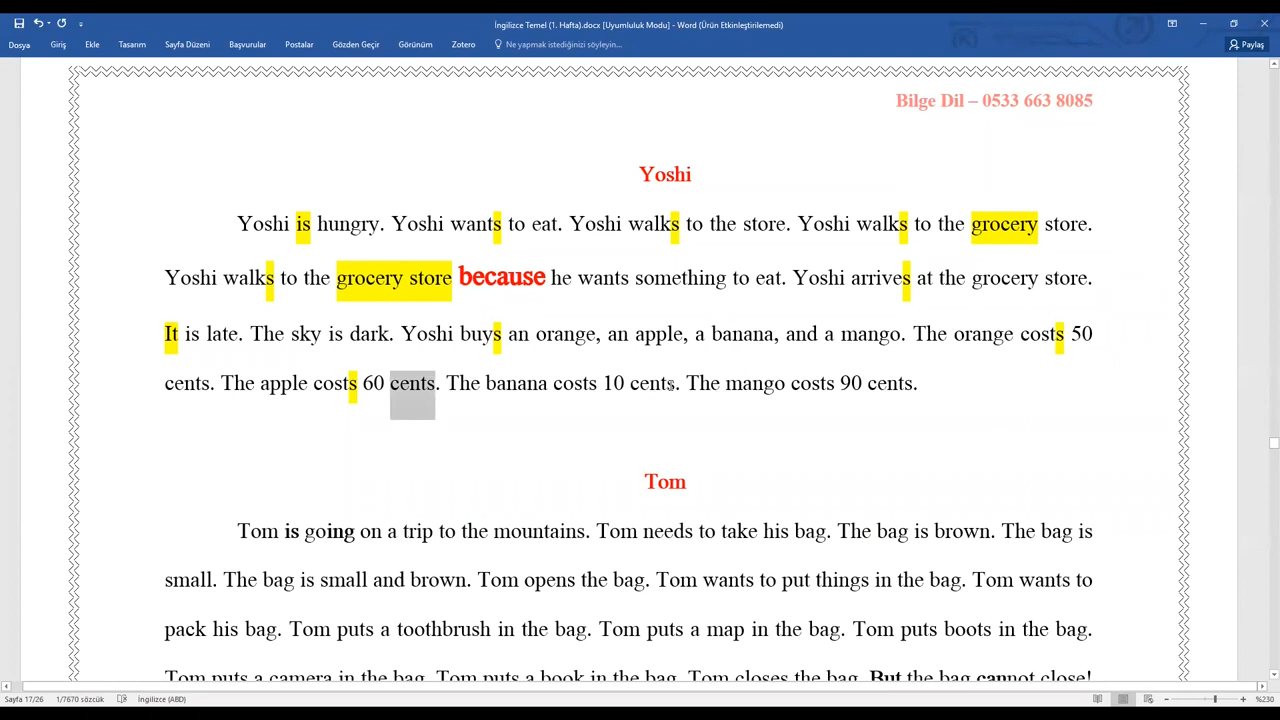 İngilizce Temel (1. Hafta).docx [Uyumluluk Modu] - Word (Ürün Etkinleştirilemedi)
Dosya Giriş Ekle Tasarım Sayfa Düzeni Başvurular Postalar Gözden Geçir Görünüm Zotero Ne yapmak istediğinizi söyleyin... Paylaş
Bilge Dil – 0533 663 8085
Yoshi
Yoshi is hungry. Yoshi wants to eat. Yoshi walks to the store. Yoshi walks to the grocery store.
Yoshi walks to the grocery store because he wants something to eat. Yoshi arrives at the grocery store.
It is late. The sky is dark. Yoshi buys an orange, an apple, a banana, and a mango. The orange costs 50
cents. The apple costs 60 cents. The banana costs 10 cents. The mango costs 90 cents.
Tom
Tom is going on a trip to the mountains. Tom needs to take his bag. The bag is brown. The bag is
small. The bag is small and brown. Tom opens the bag. Tom wants to put things in the bag. Tom wants to
pack his bag. Tom puts a toothbrush in the bag. Tom puts a map in the bag. Tom puts boots in the bag.
Tom puts a camera in the bag. Tom puts a book in the bag. Tom closes the bag. But the bag cannot close!
Sayfa 17/26 1/7670 sözcük İngilizce (ABD) %230